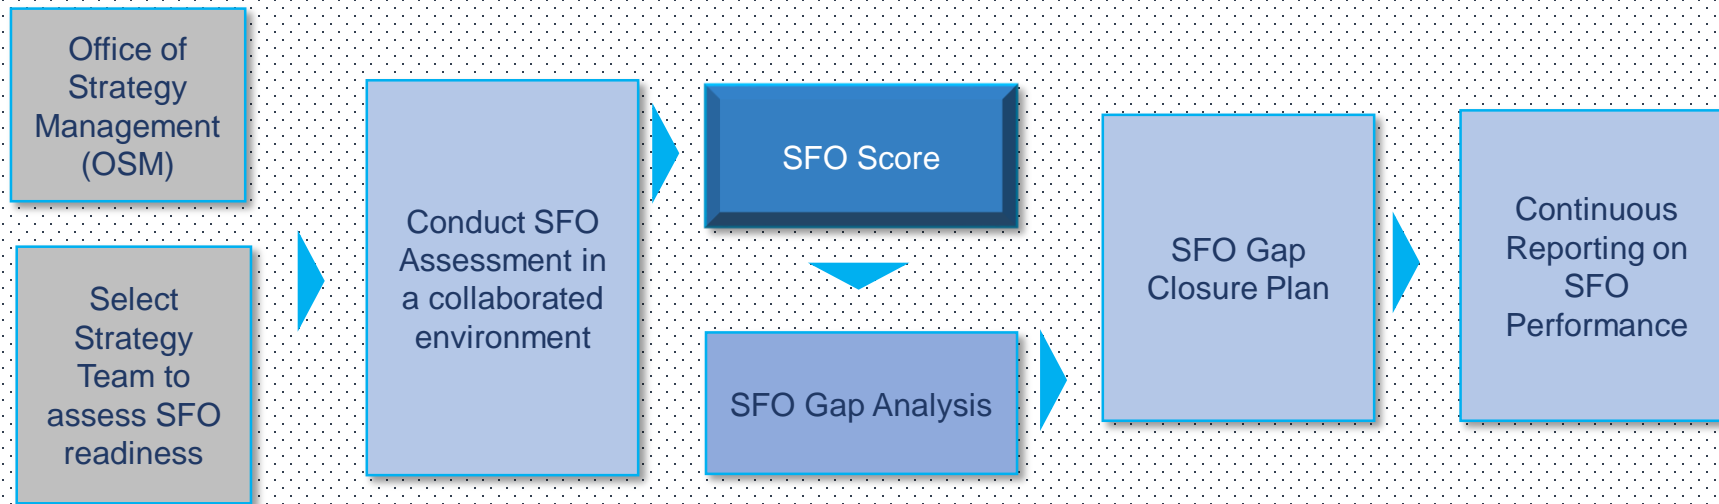 Office of
Strategy
Management
(OSM)
Select
Strategy
Team to
assess SFO
readiness
Conduct SFO
Assessment in
a collaborated
environment
SFO Score
SFO Gap Analysis
SFO Gap
Closure Plan
Continuous
Reporting on
SFO
Performance